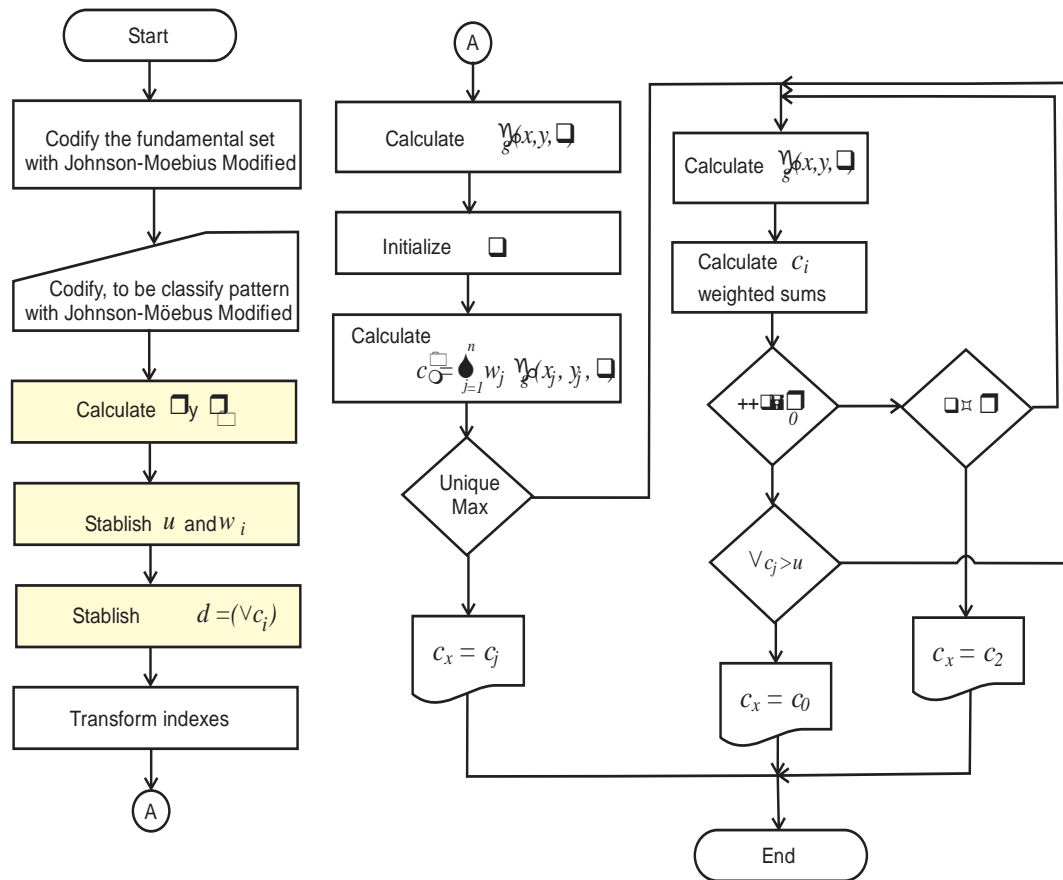 Start
Codify the fundamental set
with Johnson-Moebius Modified
Codify, to be classify pattern
with Johnson-Möebus Modified
Calculate y
Stablish u and w i
Stablish d =(∨c i)
Transform indexes
A
A
Calculate g(x,y,
Initialize
Calculate
c = n j=1 w j g(x j, y j,
Unique
Max
c x = c j
Calculate g(x,y,
Calculate c i
weighted sums
++ 0
∨c j >u
c x = c 0
c x = c 2
End